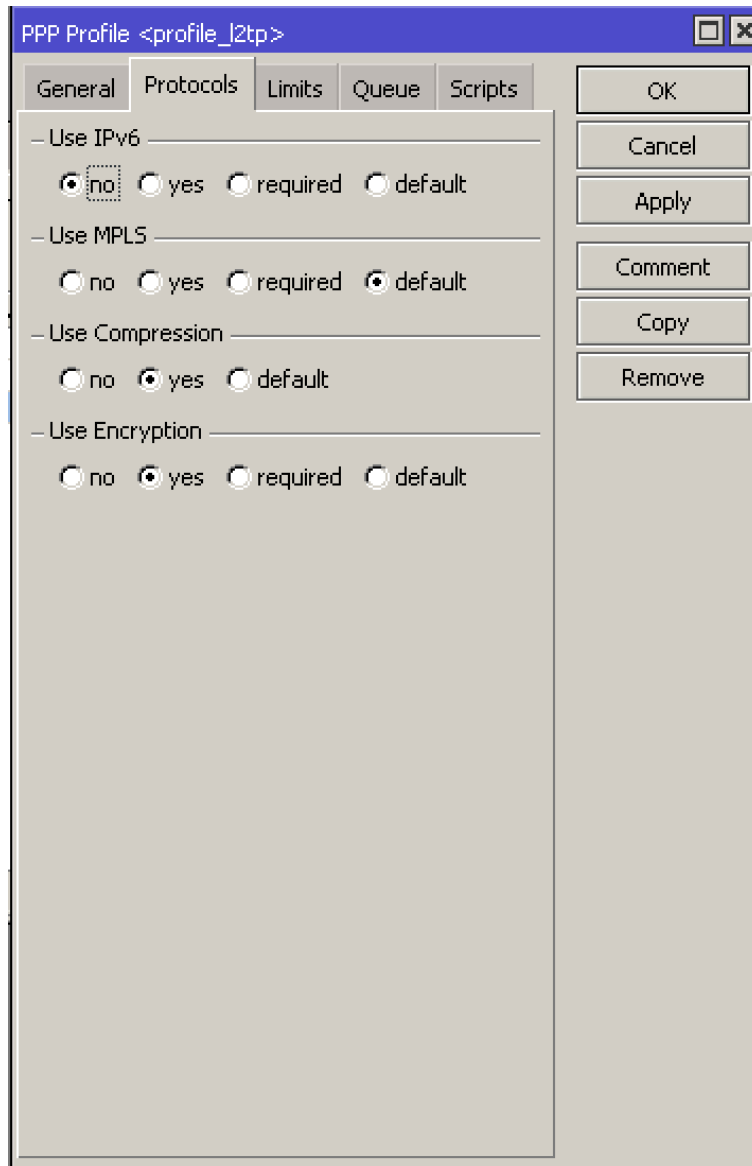 PPP Profile <profile_l2tp>
General Protocols Limits Queue Scripts
Use IPv6
no yes required default
Use MPLS
no yes required default
Use Compression
no yes default
Use Encryption
no yes required default
OK
Cancel
Apply
Comment
Copy
Remove